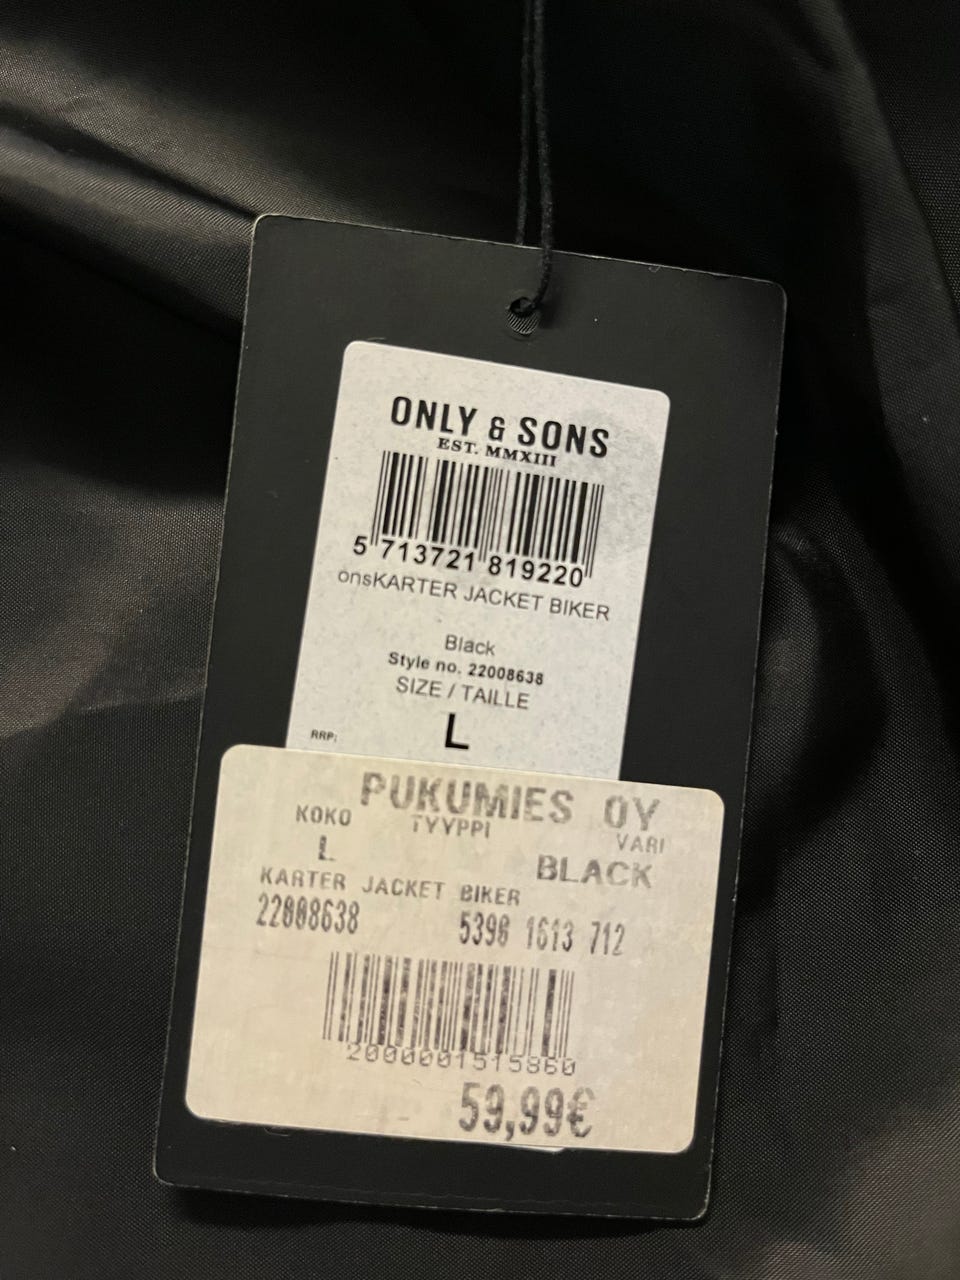 ONLY & SONS
EST. MMXIII
5 713721 819220
onsKARTER JACKET BIKER
Black
Style no. 22008638
SIZE / TAILLE
L
RRP:
PUKUMIES OY
KOKO TYYPPI VARI
L BLACK
KARTER JACKET BIKER
22008638 5398 1613 712
2000001515860
59,99€